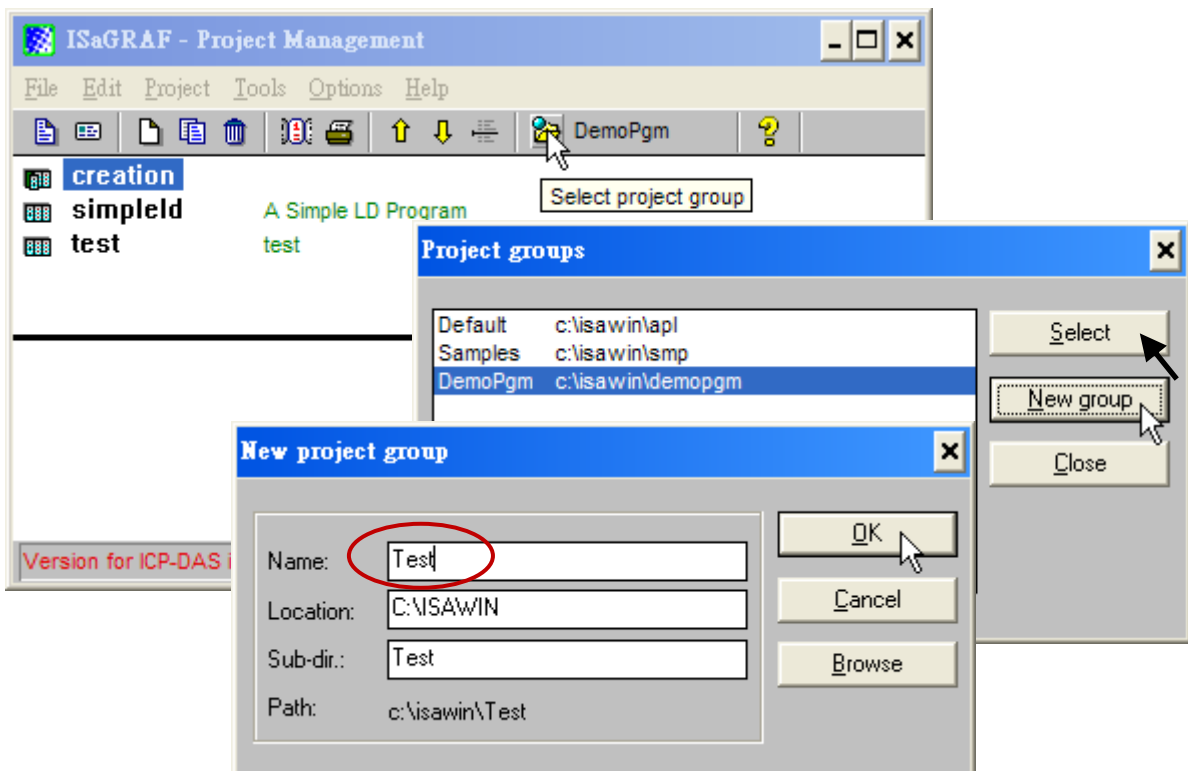 ISaGRAF - Project Management
File Edit Project Tools Options Help
DemoPgm
Select project group
creation
simpleld A Simple LD Program
test test
Version for ICP-DAS i
Project groups
Default c:\isawin\apl
Samples c:\isawin\smp
DemoPgm c:\isawin\demopgm
Select
New group
Close
New project group
Name: Test
Location: C:\ISAWIN
Sub-dir.: Test
Path: c:\isawin\Test
OK
Cancel
Browse